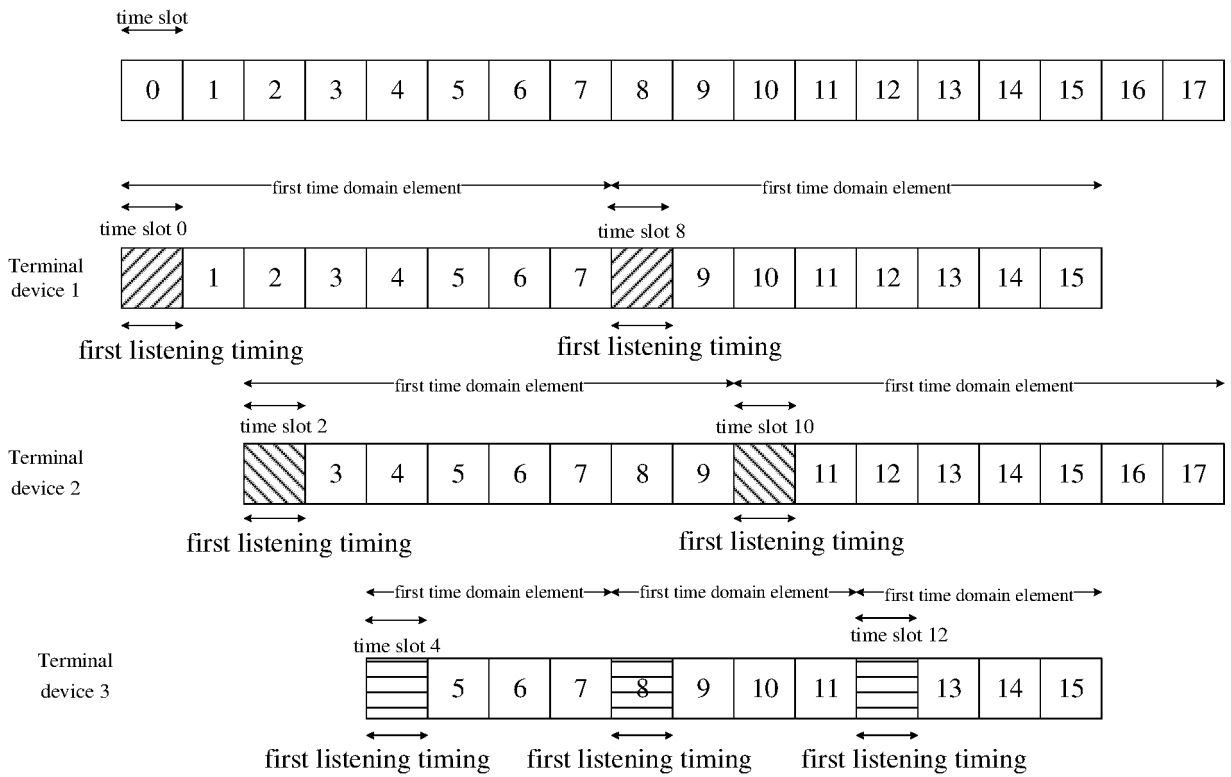 time slot
0 1 2 3 4 5 6 7 8 9 10 11 12 13 14 15 16 17
first time domain element first time domain element
time slot 0 time slot 8
Terminal
device 1
1 2 3 4 5 6 7 9 10 11 12 13 14 15
first listening timing first listening timing
first time domain element first time domain element
time slot 2 time slot 10
Terminal
device 2
3 4 5 6 7 8 9 11 12 13 14 15 16 17
first listening timing first listening timing
first time domain element first time domain element first time domain element
time slot 4 time slot 12
Terminal
device 3
5 6 7 8 9 10 11 13 14 15
first listening timing first listening timing first listening timing